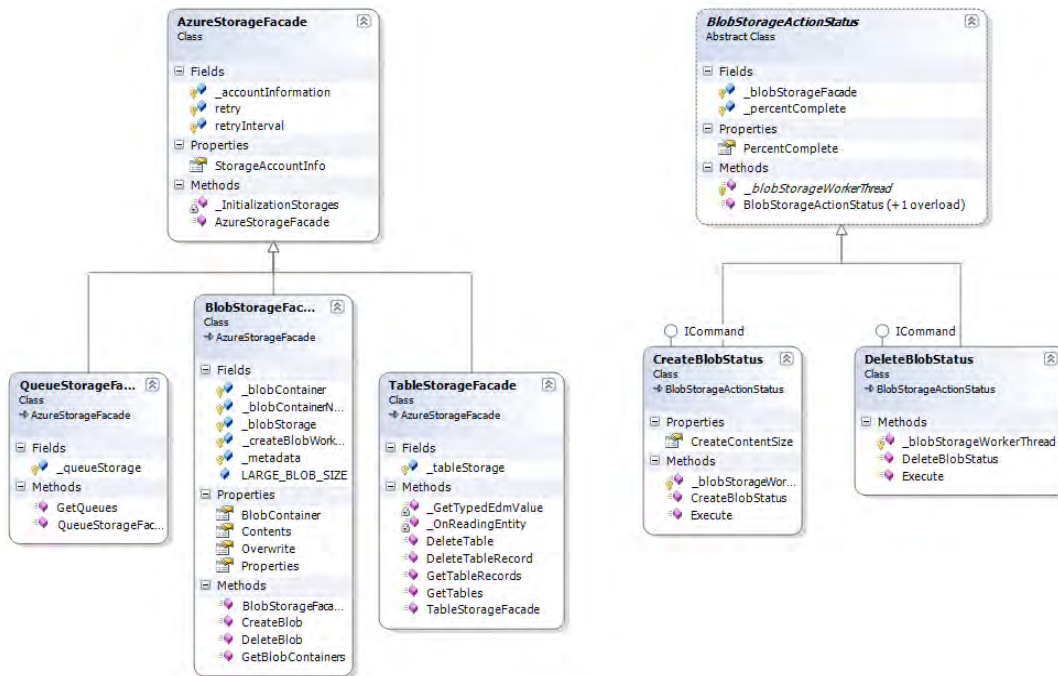 AzureStorageFacade
Class
Fields
_accountInformation
retry
retryInterval
Properties
StorageAccountInfo
Methods
_InitializationStorages
AzureStorageFacade
BlobStorageActionStatus
Abstract Class
Fields
_blobStorageFacade
_percentComplete
Properties
PercentComplete
Methods
_blobStorageWorkerThread
BlobStorageActionStatus (+1 overload)
QueueStorageFa...
Class
AzureStorageFacade
Fields
_queueStorage
Methods
GetQueues
QueueStorageFac...
BlobStorageFac...
Class
AzureStorageFacade
Fields
_blobContainer
_blobContainerN...
_blobStorage
_createBlobWork...
_metadata
LARGE_BLOB_SIZE
Properties
BlobContainer
Contents
Overwrite
Properties
Methods
BlobStorageFaca...
CreateBlob
DeleteBlob
GetBlobContainers
TableStorageFacade
Class
AzureStorageFacade
Fields
_tableStorage
Methods
_GetTypedEdmValue
_OnReadingEntity
DeleteTable
DeleteTableRecord
GetTableRecords
GetTables
TableStorageFacade
ICommand
CreateBlobStatus
Class
BlobStorageActionStatus
Properties
CreateContentSize
Methods
_blobStorageWor...
CreateBlobStatus
Execute
ICommand
DeleteBlobStatus
Class
BlobStorageActionStatus
Methods
_blobStorageWorkerThread
DeleteBlobStatus
Execute